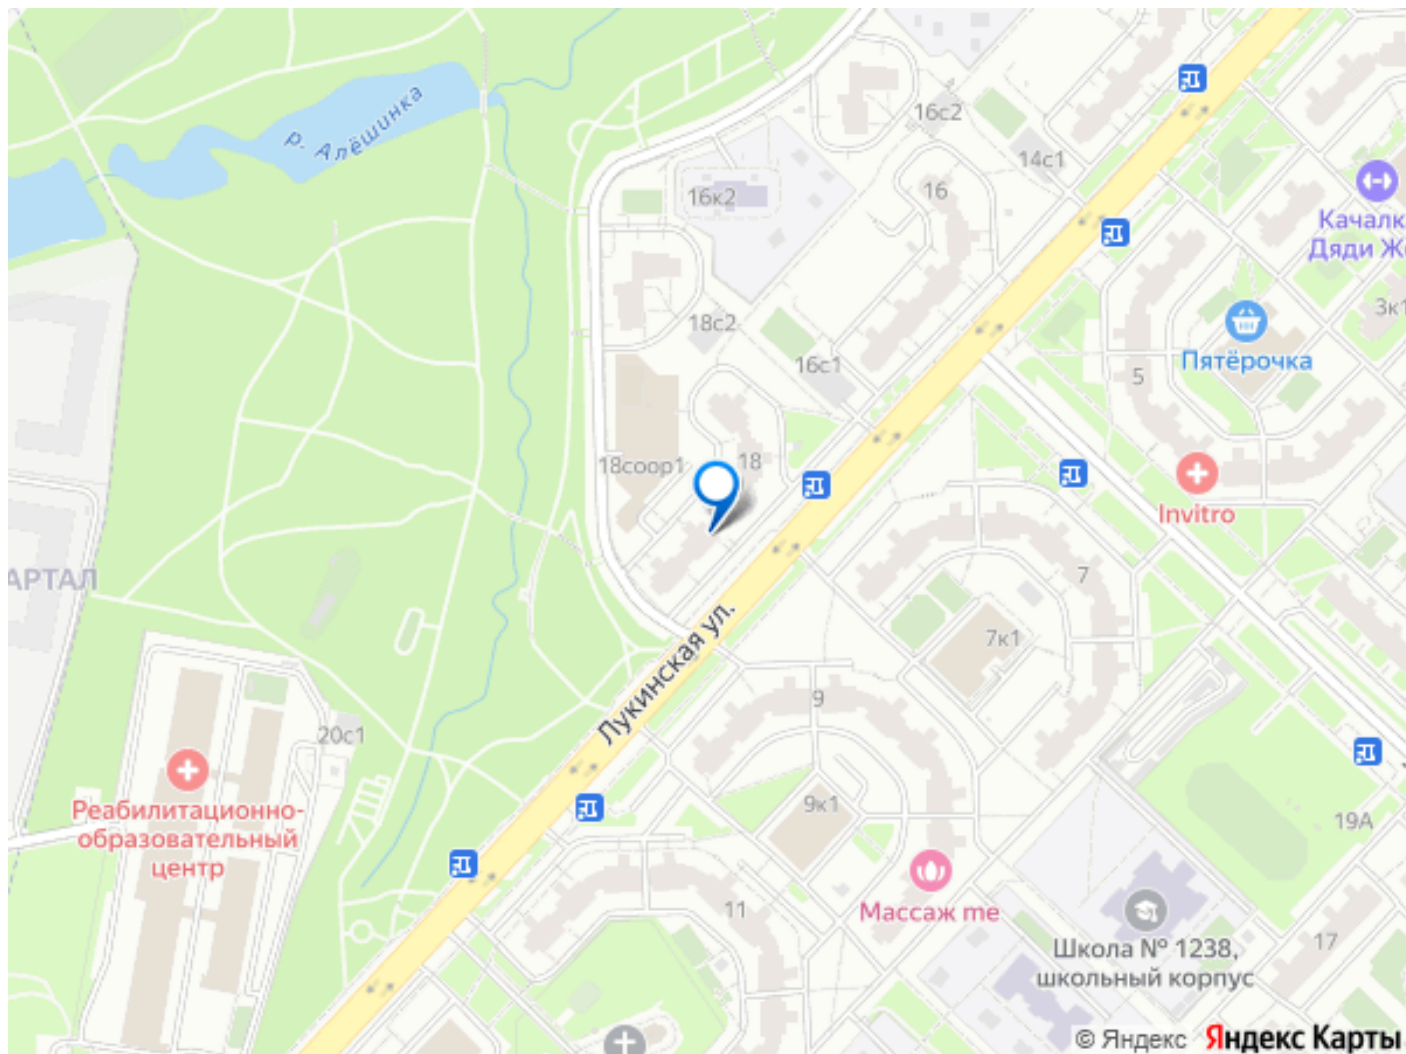 р. Алёшинка
16с2
14с1
16
16к2
Качалк
Дяди Жо
3к1
18с2
16с1
Пятёрочка
5
18соор1
18
Invitro
АРТАЛ
7
7к1
Лукинская ул.
9
20с1
Реабилитационно-
образовательный
центр
9к1
19А
11
Массаж me
Школа № 1238,
школьный корпус
17
© Яндекс Яндекс Карты